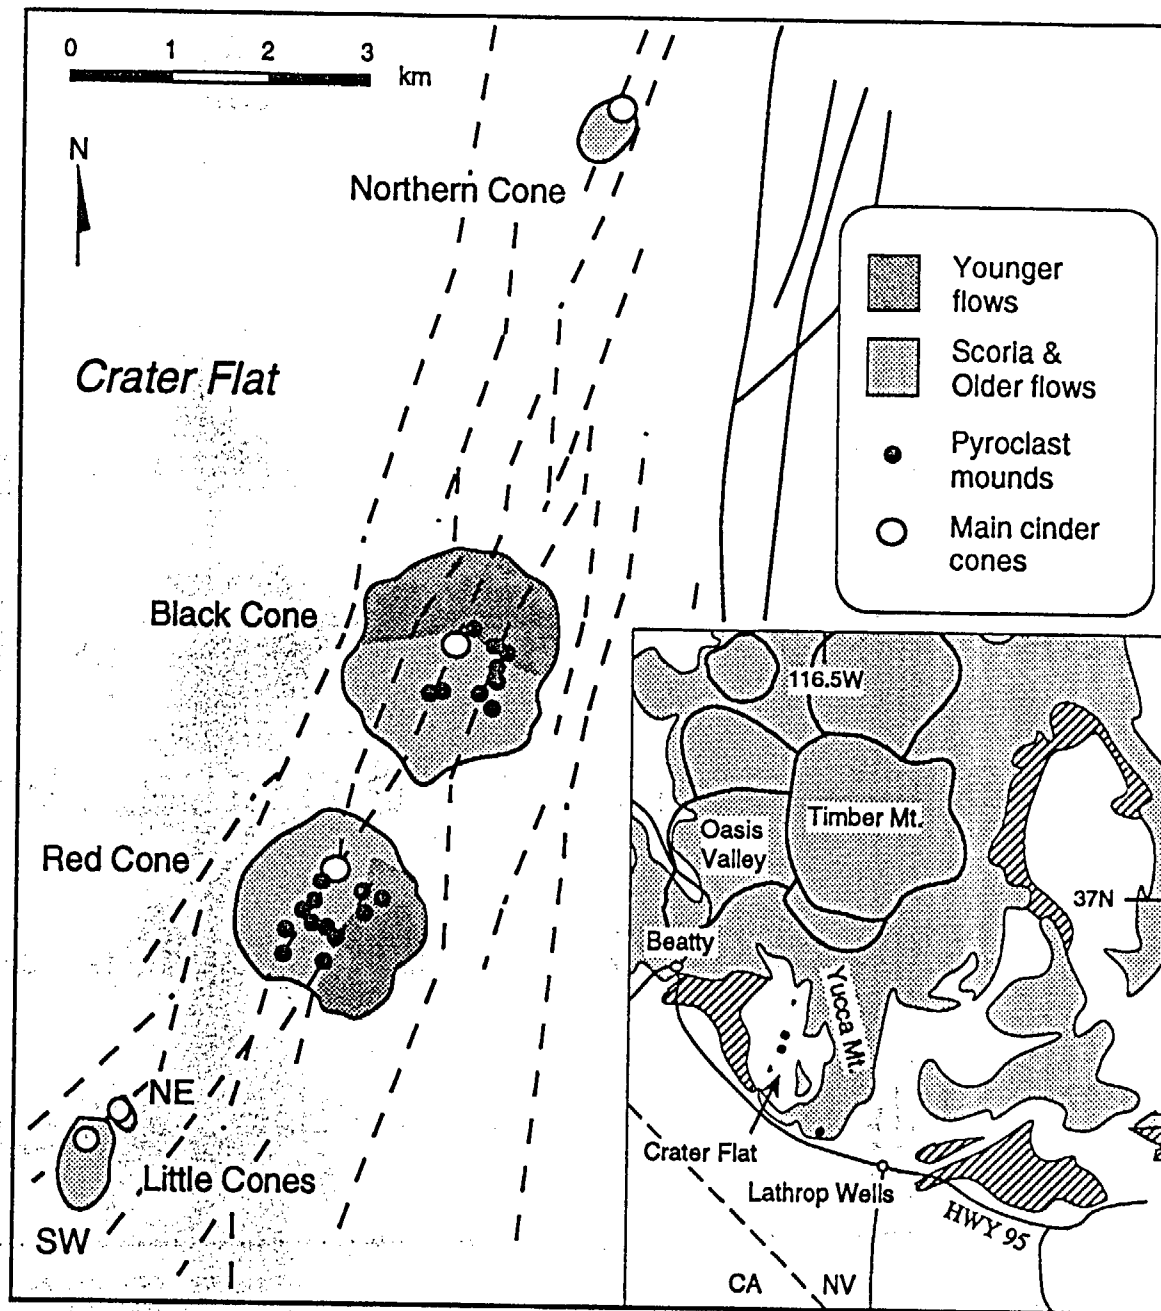 0 1 2 3
km
N
Northern Cone
Crater Flat
Younger
flows
Scoria &
Older flows
Pyroclast
mounds
Main cinder
cones
Black Cone
Red Cone
NE
Little Cones
SW
116.5W
Timber Mt.
Oasis
Valley
37N
Beatty
Yucca Mt.
Crater Flat
Lathrop Wells
HWY 95
CA
NV